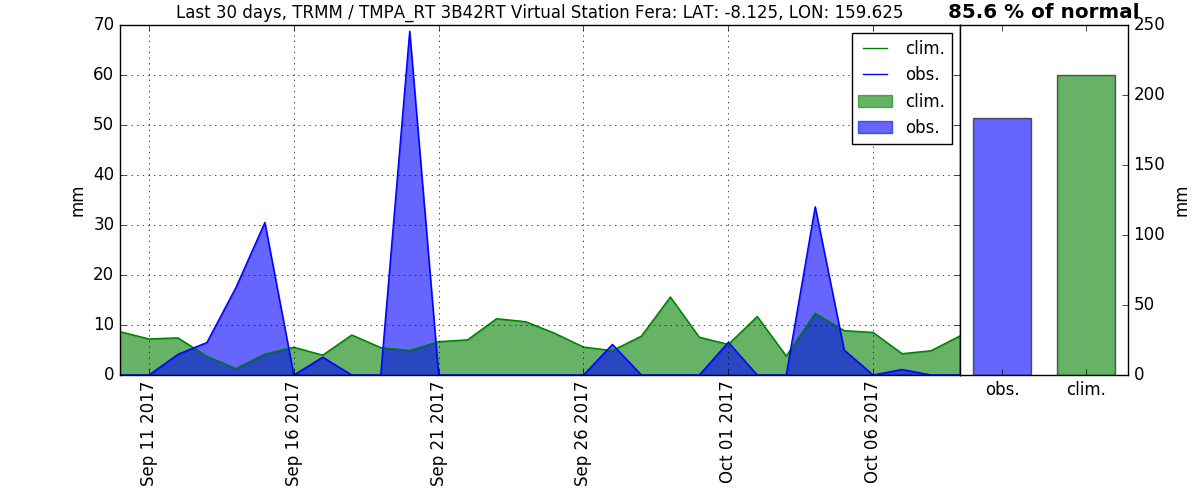 Last 30 days, TRMM / TMPA_RT 3B42RT Virtual Station Fera: LAT: -8.125, LON: 159.625
85.6 % of normal
70
60
50
40
30
20
10
0
mm
clim.
obs.
clim.
obs.
Sep 11 2017
Sep 16 2017
Sep 21 2017
Sep 26 2017
Oct 01 2017
Oct 06 2017
250
200
150
100
50
0
mm
obs.
clim.